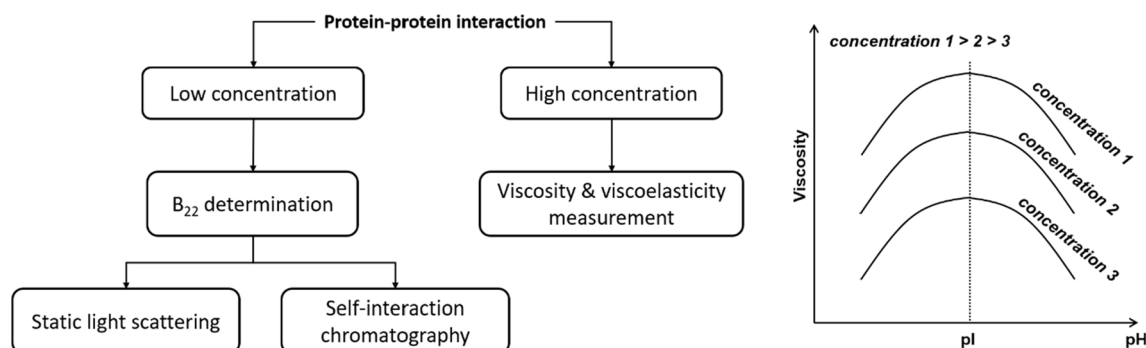 Protein-protein interaction
Low concentration
High concentration
B₂₂ determination
Viscosity & viscoelasticity
measurement
Static light scattering
Self-interaction
chromatography
concentration 1 > 2 > 3
concentration 1
concentration 2
concentration 3
Viscosity
pI
pH